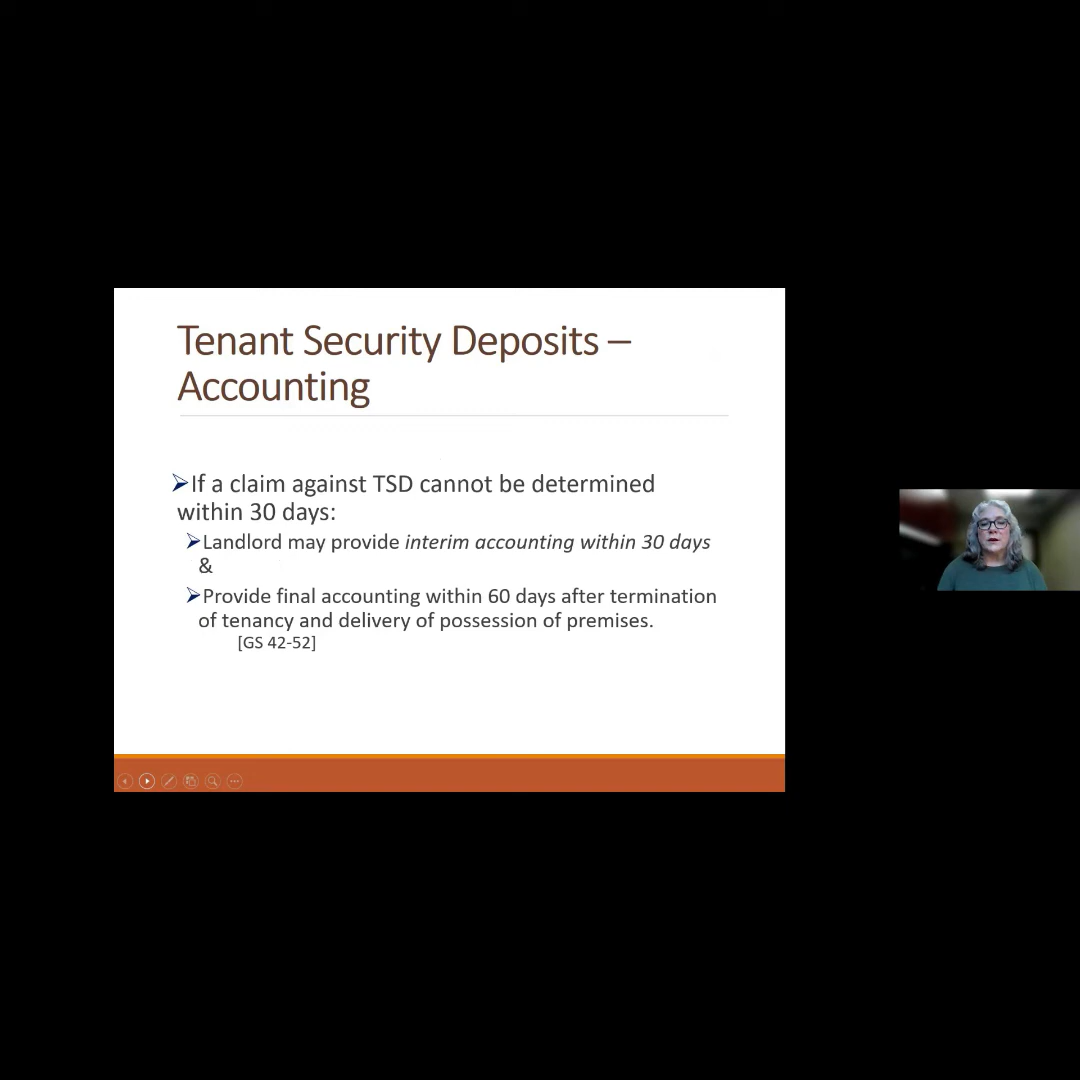 Tenant Security Deposits –
Accounting
If a claim against TSD cannot be determined
within 30 days:
Landlord may provide interim accounting within 30 days
&
Provide final accounting within 60 days after termination
of tenancy and delivery of possession of premises.
[GS 42-52]